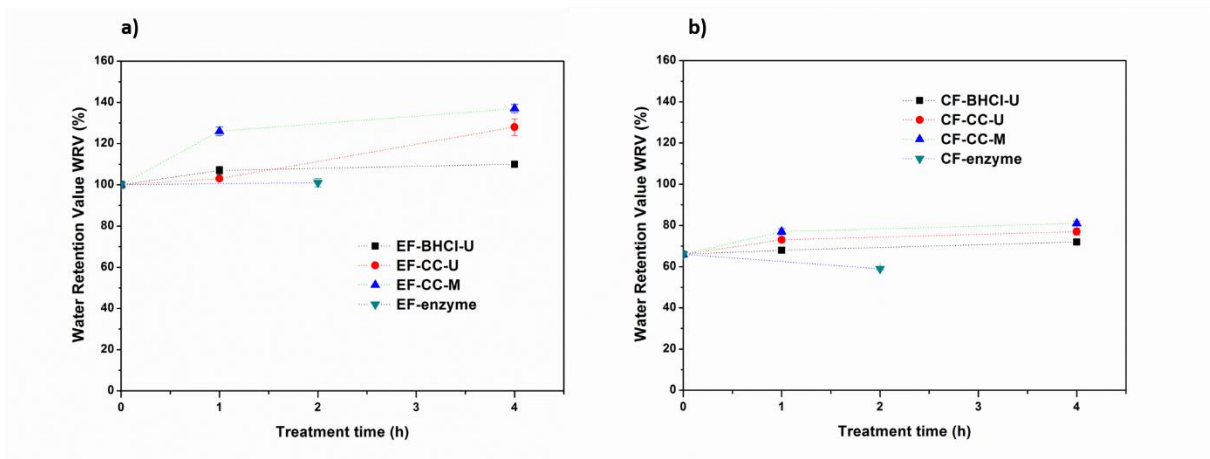 a)
Water Retention Value WRV (%)
160
140
120
100
80
60
40
20
0
0 1 2 3 4
Treatment time (h)
EF-BHCl-U
EF-CC-U
EF-CC-M
EF-enzyme
b)
Water Retention Value WRV (%)
160
140
120
100
80
60
40
20
0
0 1 2 3 4
Treatment time (h)
CF-BHCl-U
CF-CC-U
CF-CC-M
CF-enzyme